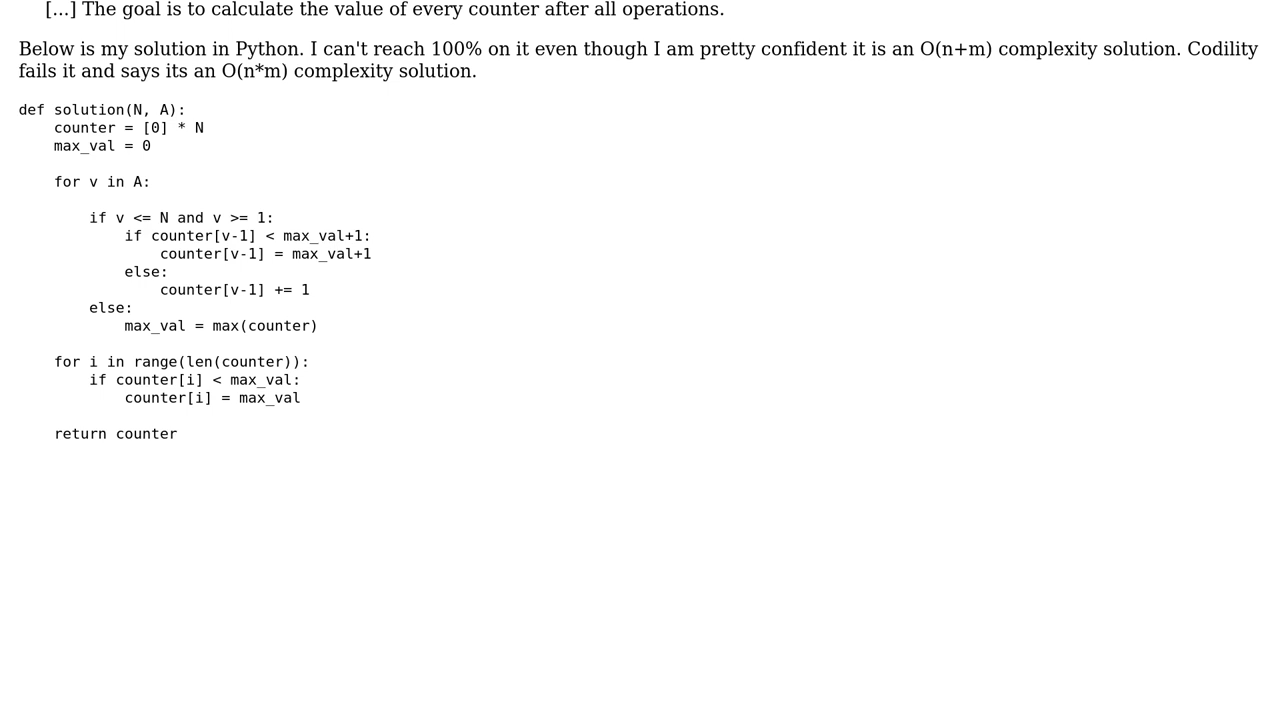 [...] The goal is to calculate the value of every counter after all operations.
Below is my solution in Python. I can't reach 100% on it even though I am pretty confident it is an O(n+m) complexity solution. Codility
fails it and says its an O(n*m) complexity solution.
def solution(N, A):
    counter = [0] * N
    max_val = 0
    for v in A:
        if v <= N and v >= 1:
            if counter[v-1] < max_val+1:
                counter[v-1] = max_val+1
            else:
                counter[v-1] += 1
        else:
            max_val = max(counter)
    for i in range(len(counter)):
        if counter[i] < max_val:
            counter[i] = max_val
    return counter